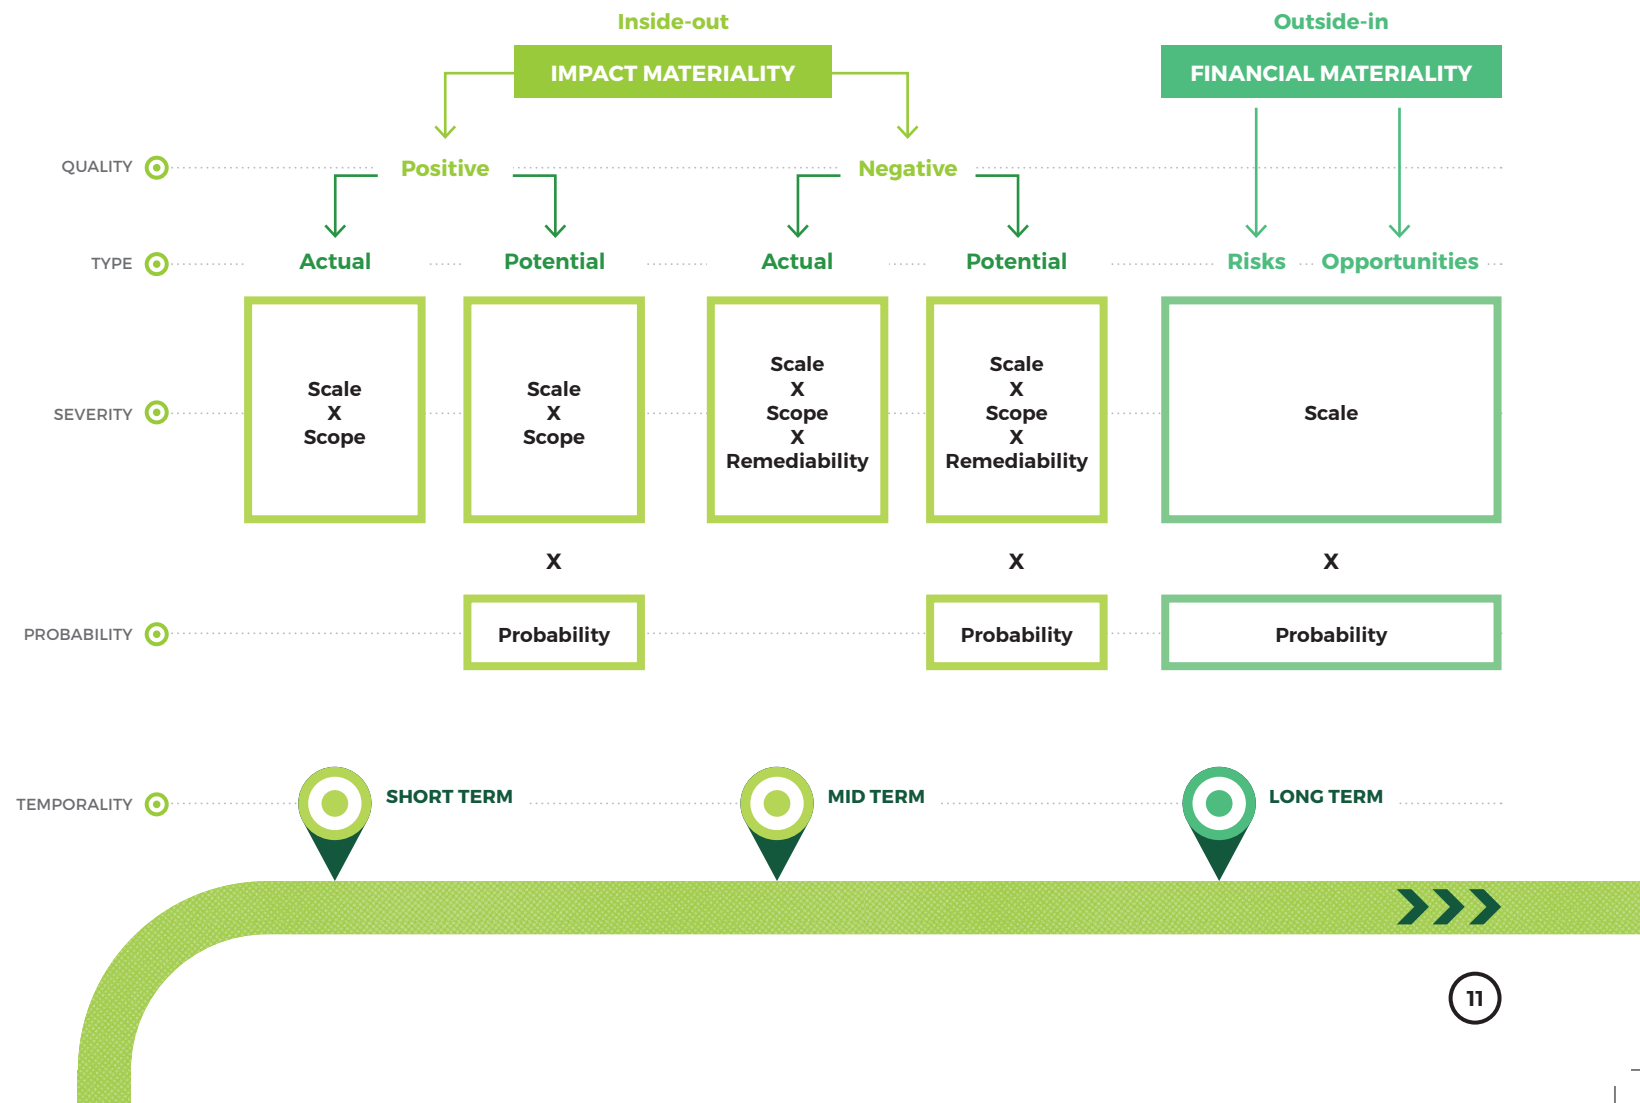 Inside-out
Outside-in
IMPACT MATERIALITY
FINANCIAL MATERIALITY
QUALITY
Positive
Negative
TYPE
Actual
Potential
Actual
Potential
Risks
Opportunities
SEVERITY
Scale
X
Scope
Scale
X
Scope
Scale
X
Scope
X
Remediability
Scale
X
Scope
X
Remediability
Scale
X
X
X
PROBABILITY
Probability
Probability
Probability
TEMPORALITY
SHORT TERM
MID TERM
LONG TERM
11